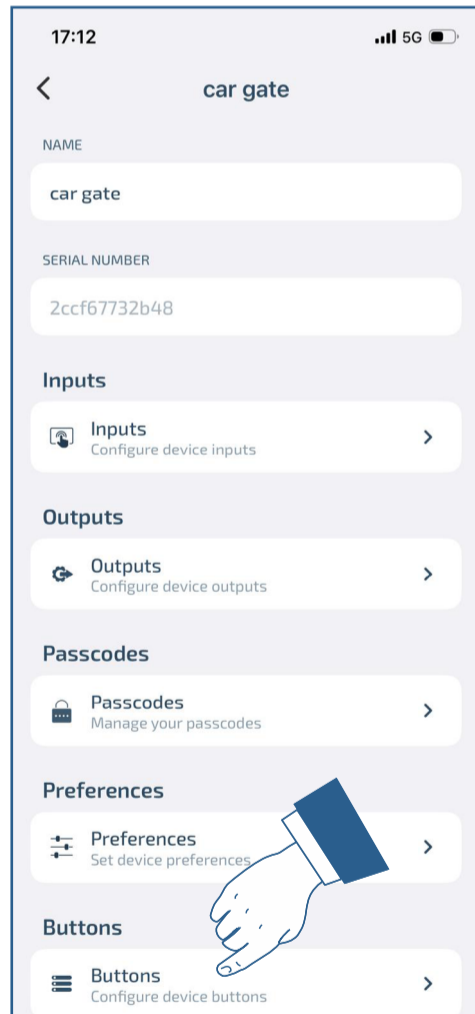 17:12
5G
car gate
NAME
car gate
SERIAL NUMBER
2ccf67732b48
Inputs
Inputs
Configure device inputs
Outputs
Outputs
Configure device outputs
Passcodes
Passcodes
Manage your passcodes
Preferences
Preferences
Set device preferences
Buttons
Buttons
Configure device buttons